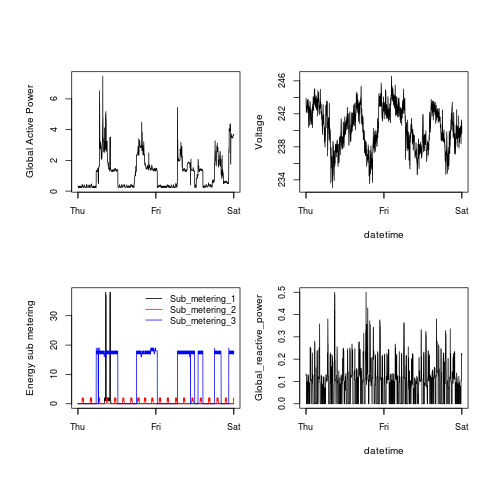 Global Active Power
0 2 4 6
Thu Fri Sat
Voltage
234 238 242 246
Thu Fri Sat
datetime
Energy sub metering
0 10 20 30
Sub_metering_1
Sub_metering_2
Sub_metering_3
Thu Fri Sat
Global_reactive_power
0.0 0.1 0.2 0.3 0.4 0.5
Thu Fri Sat
datetime